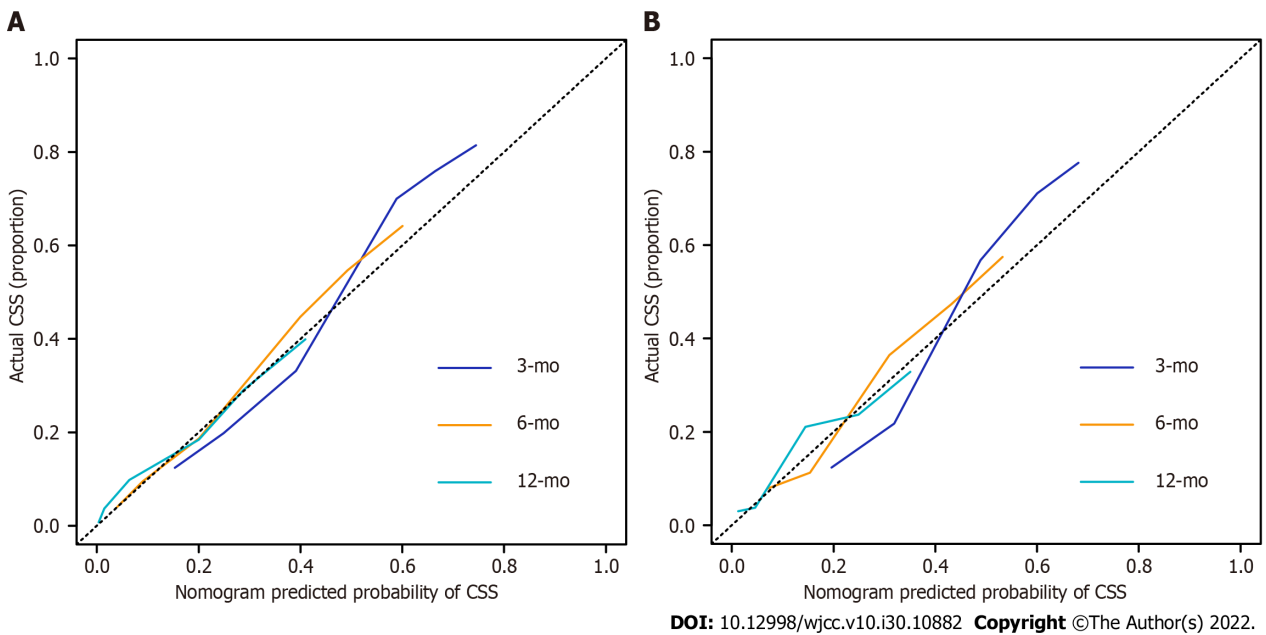 A
B
1.0
0.8
0.6
0.4
0.2
0.0
Actual CSS (proportion)
3-mo
6-mo
12-mo
0.0 0.2 0.4 0.6 0.8 1.0
Nomogram predicted probability of CSS
1.0
0.8
0.6
0.4
0.2
0.0
Actual CSS (proportion)
3-mo
6-mo
12-mo
0.0 0.2 0.4 0.6 0.8 1.0
Nomogram predicted probability of CSS
DOI: 10.12998/wjcc.v10.i30.10882 Copyright ©The Author(s) 2022.